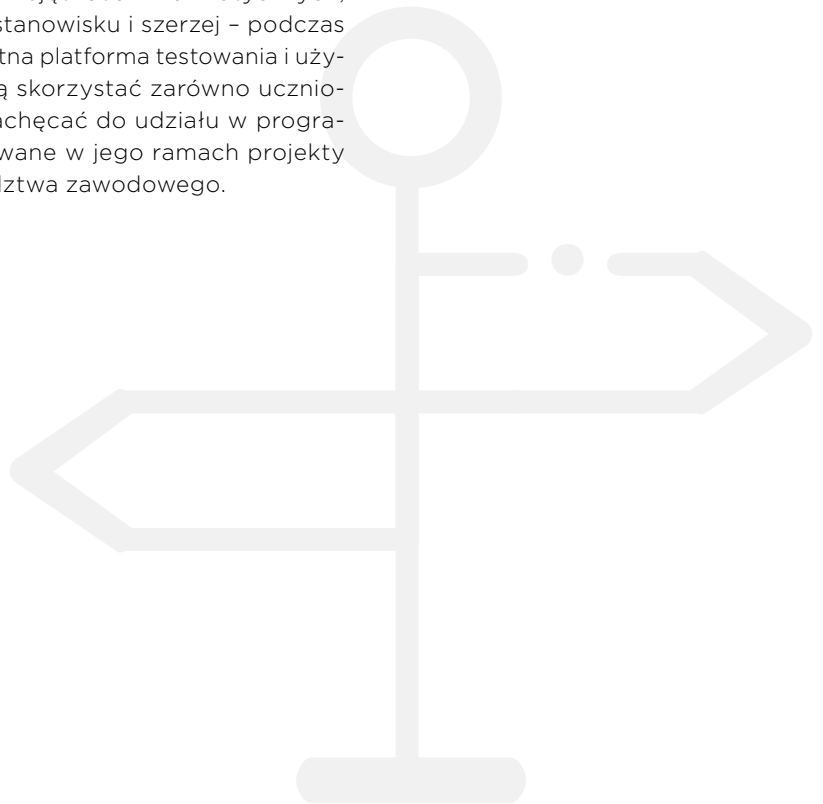 stanowisku i szerzej – podczas
tna platforma testowania i uży-
ą skorzystać zarówno ucznio-
achęcać do udziału w progra-
wane w jego ramach projekty
dztwa zawodowego.